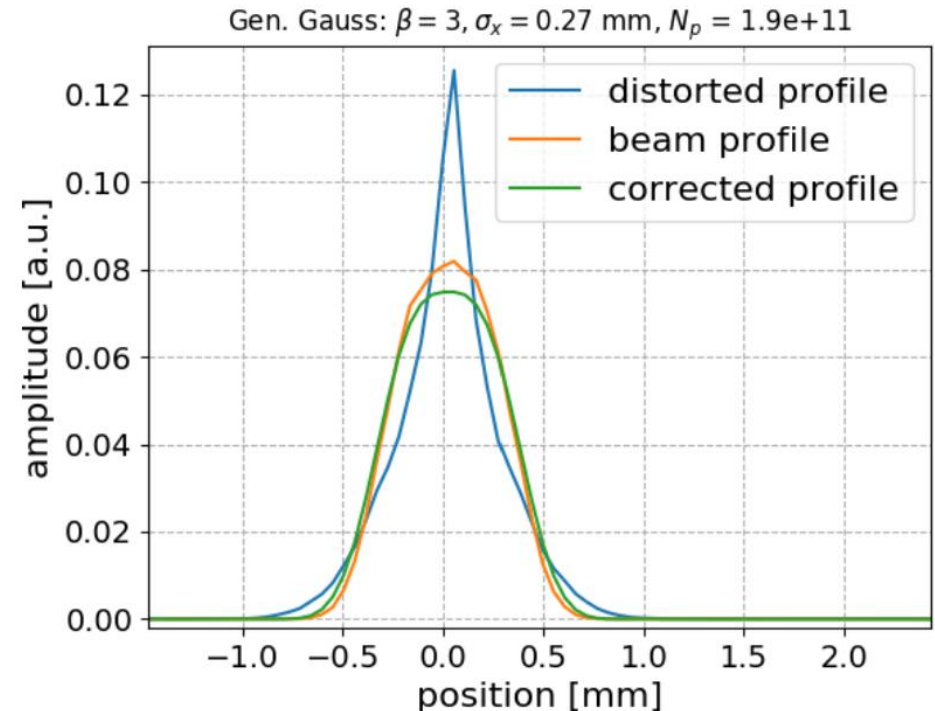 Gen. Gauss: β = 3, σₓ = 0.27 mm, Nₚ = 1.9e+11
distorted profile
beam profile
corrected profile
amplitude [a.u.]
0.12
0.10
0.08
0.06
0.04
0.02
0.00
−1.0 −0.5 0.0 0.5 1.0 1.5 2.0
position [mm]